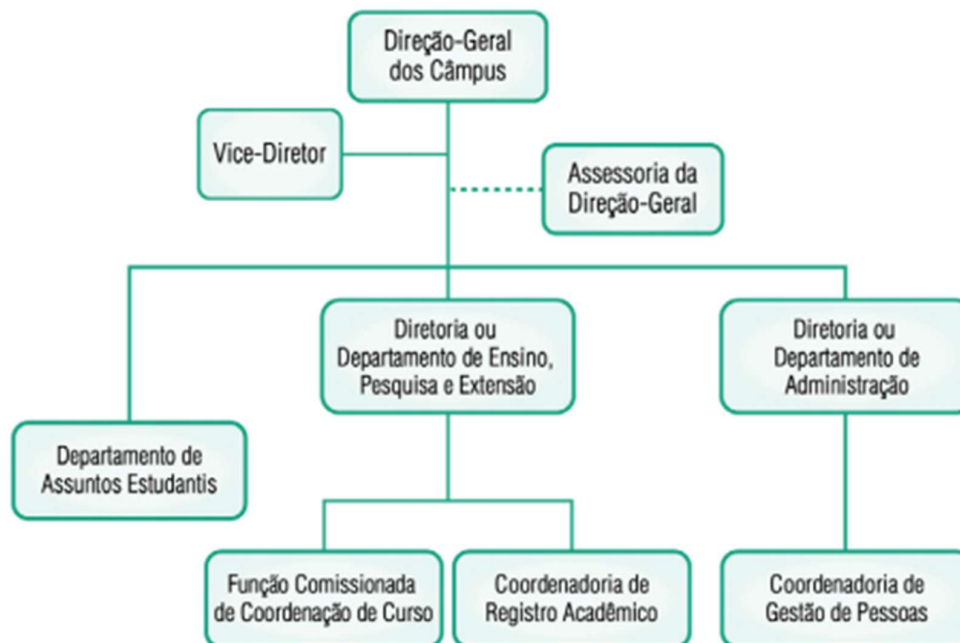 Direção-Geral
dos Câmpus
Vice-Diretor
Assessoria da
Direção-Geral
Diretoria ou
Departamento de Ensino,
Pesquisa e Extensão
Diretoria ou
Departamento de
Administração
Departamento de
Assuntos Estudantis
Função Comissionada
de Coordenação de Curso
Coordenadoria de
Registro Acadêmico
Coordenadoria de
Gestão de Pessoas